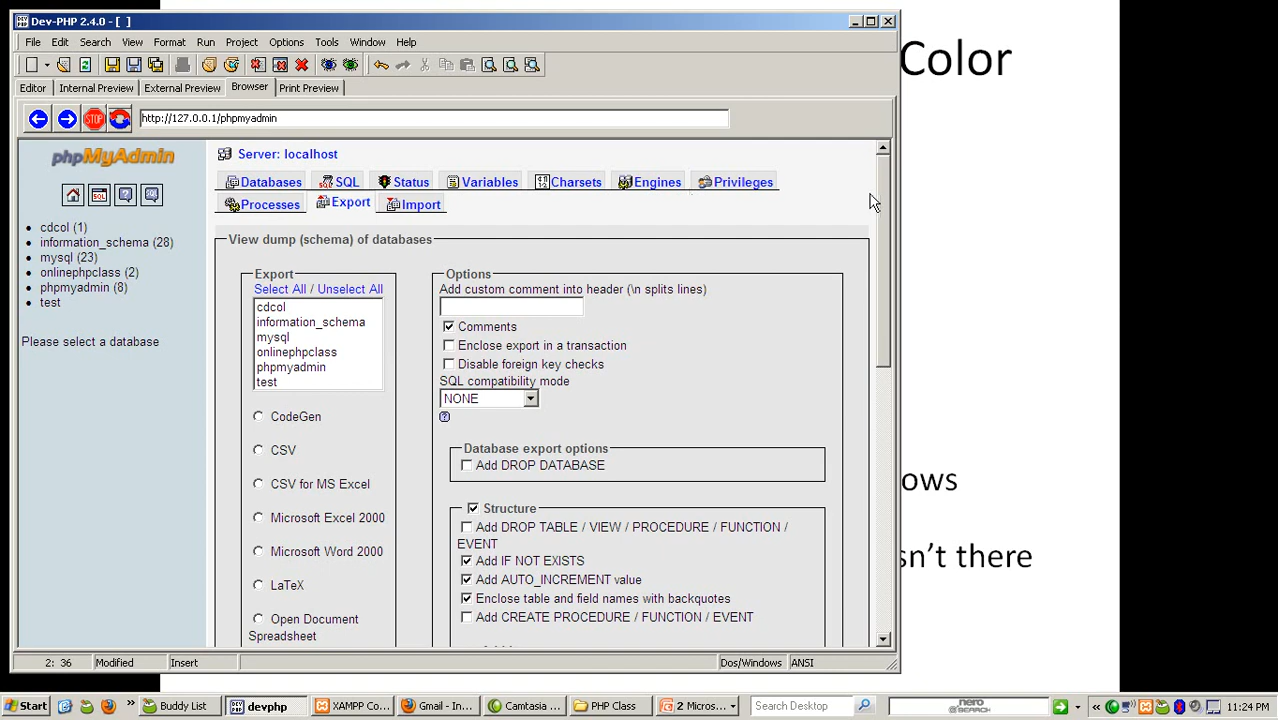 Dev-PHP 2.4.0 - [ ]
File Edit Search View Format Run Project Options Tools Window Help
Editor Internal Preview External Preview Browser Print Preview
http://127.0.0.1/phpmyadmin
phpMyAdmin
SQL
cdcol (1)
information_schema (28)
mysql (23)
onlinephpclass (2)
phpmyadmin (8)
test
Please select a database
Server: localhost
Databases SQL Status Variables Charsets Engines Privileges
Processes Export Import
View dump (schema) of databases
Export
Select All / Unselect All
cdcol
information_schema
mysql
onlinephpclass
phpmyadmin
test
CodeGen
CSV
CSV for MS Excel
Microsoft Excel 2000
Microsoft Word 2000
LaTeX
Open Document
Spreadsheet
Options
Add custom comment into header (\n splits lines)
Comments
Enclose export in a transaction
Disable foreign key checks
SQL compatibility mode
NONE
Database export options
Add DROP DATABASE
Structure
Add DROP TABLE / VIEW / PROCEDURE / FUNCTION /
EVENT
Add IF NOT EXISTS
Add AUTO_INCREMENT value
Enclose table and field names with backquotes
Add CREATE PROCEDURE / FUNCTION / EVENT
2: 36 Modified Insert Dos/Windows ANSI
Color
ows
sn't there
Start Buddy List devphp XAMPP Co... Gmail - In... Camtasia ... PHP Class 2 Micros... Search Desktop nero SEARCH 11:24 PM